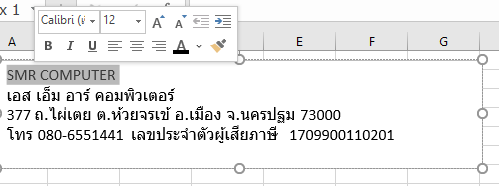 x 1
Calibri (
12
A A
B I U A
A E F G
SMR COMPUTER
เอส เอ็ม อาร์ คอมพิวเตอร์
377 ถ.ไผ่เตย ต.ห้วยจรเข้ อ.เมือง จ.นครปฐม 73000
โทร 080-6551441 เลขประจำตัวผู้เสียภาษี 1709900110201